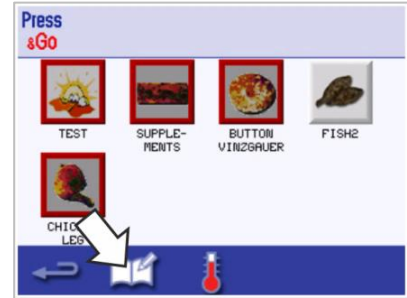 Press
&Go
TEST
SUPPLE-
MENTS
BUTTON
VINZGAUER
FISH2
LEG